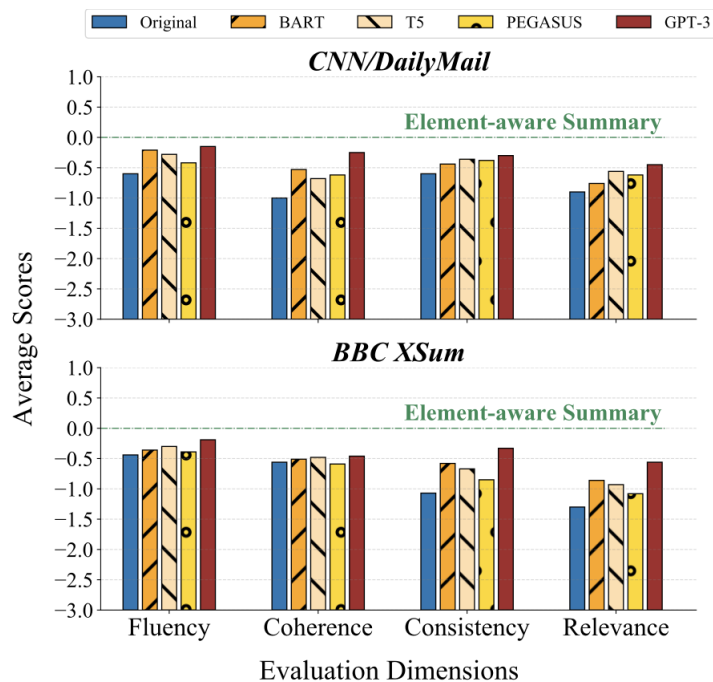 Original BART T5 PEGASUS GPT-3
CNN/DailyMail
1.0
0.5
0.0
−0.5
−1.0
−1.5
−2.0
−2.5
−3.0
Element-aware Summary
BBC XSum
1.0
0.5
0.0
−0.5
−1.0
−1.5
−2.0
−2.5
−3.0
Element-aware Summary
Average Scores
Fluency Coherence Consistency Relevance
Evaluation Dimensions